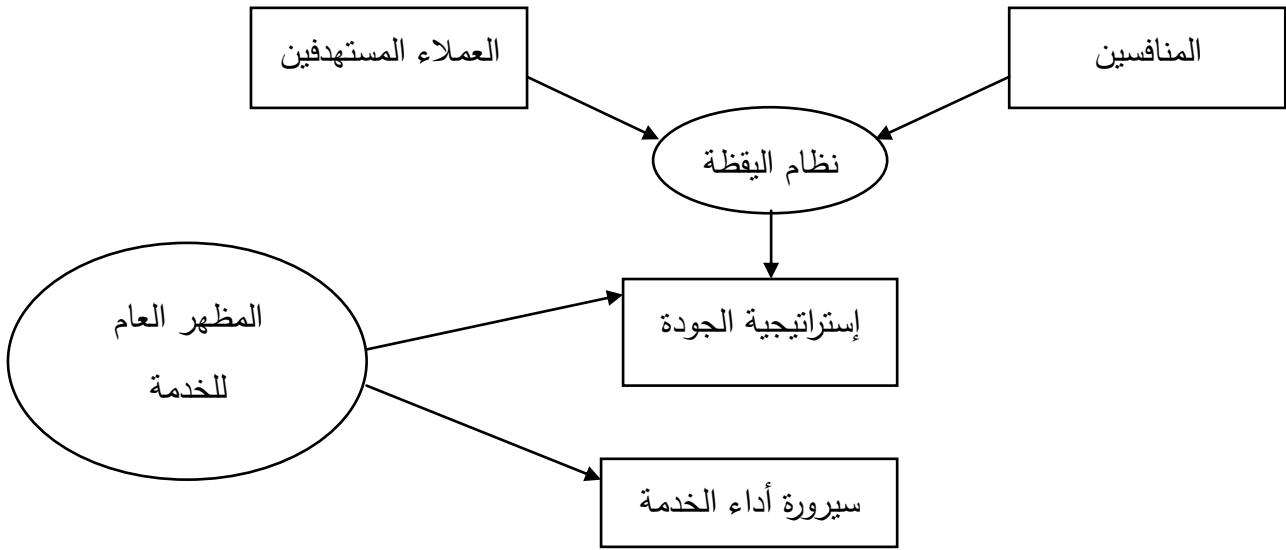 المنافسين
العملاء المستهدفين
نظام اليقظة
إستراتيجية الجودة
المظهر العام
للخدمة
سيرورة أداء الخدمة